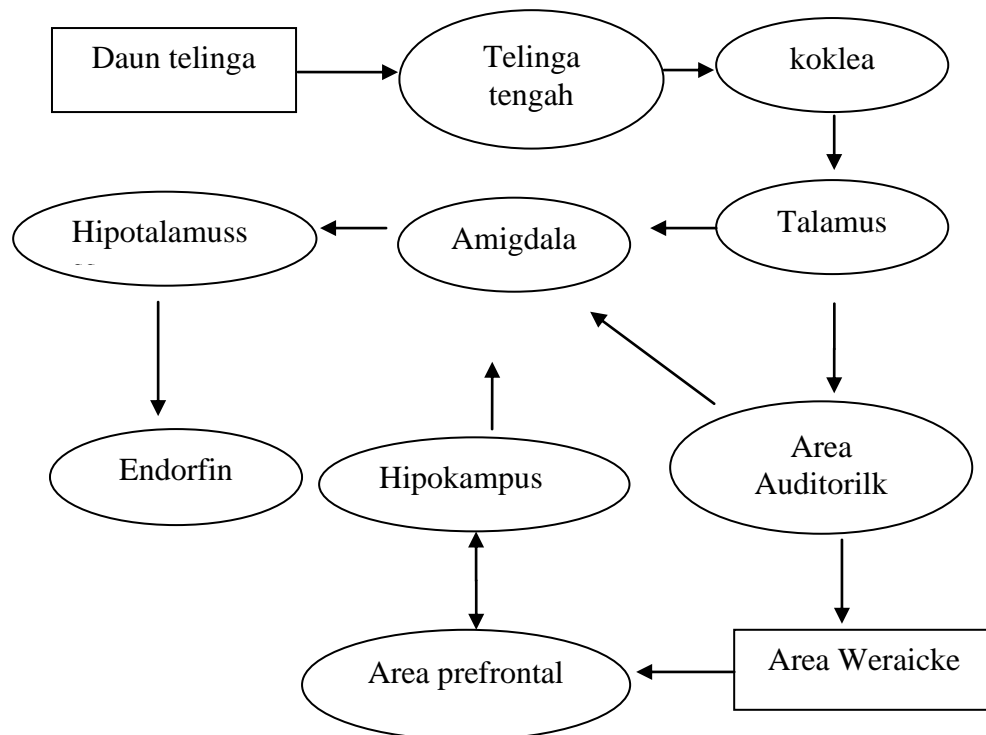 Daun telinga
Telinga
tengah
koklea
Hipotalamuss
Amigdala
Talamus
Endorfin
Hipokampus
Area
Auditorilk
Area prefrontal
Area Weraicke